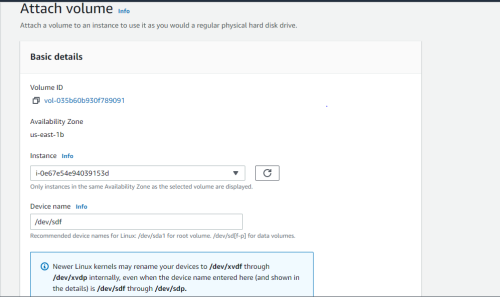 Attach volume Info
Attach a volume to an instance to use it as you would a regular physical hard disk drive.
Basic details
Volume ID
vol-035b60b930f789091
Availability Zone
us-east-1b
Instance Info
i-0e67e54e94039153d
Only instances in the same Availability Zone as the selected volume are displayed.
Device name Info
/dev/sdf
Recommended device names for Linux: /dev/sda1 for root volume. /dev/sd[f-p] for data volumes.
Newer Linux kernels may rename your devices to /dev/xvdf through
/dev/xvdp internally, even when the device name entered here (and shown in
the details) is /dev/sdf through /dev/sdp.